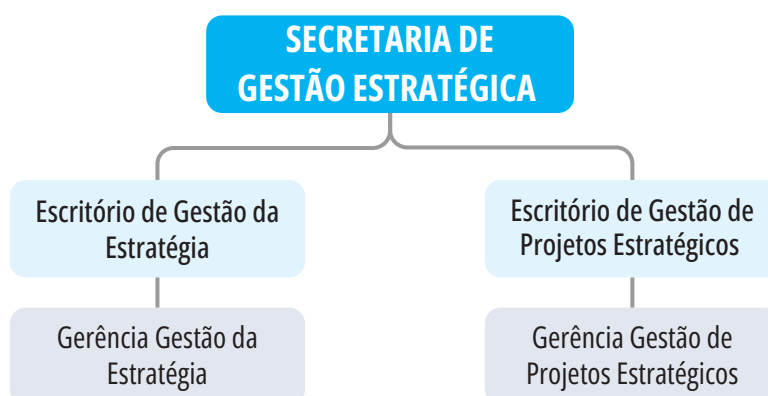 SECRETARIA DE
GESTÃO ESTRATÉGICA
Escritório de Gestão da
Estratégia
Escritório de Gestão de
Projetos Estratégicos
Gerência Gestão da
Estratégia
Gerência Gestão de
Projetos Estratégicos